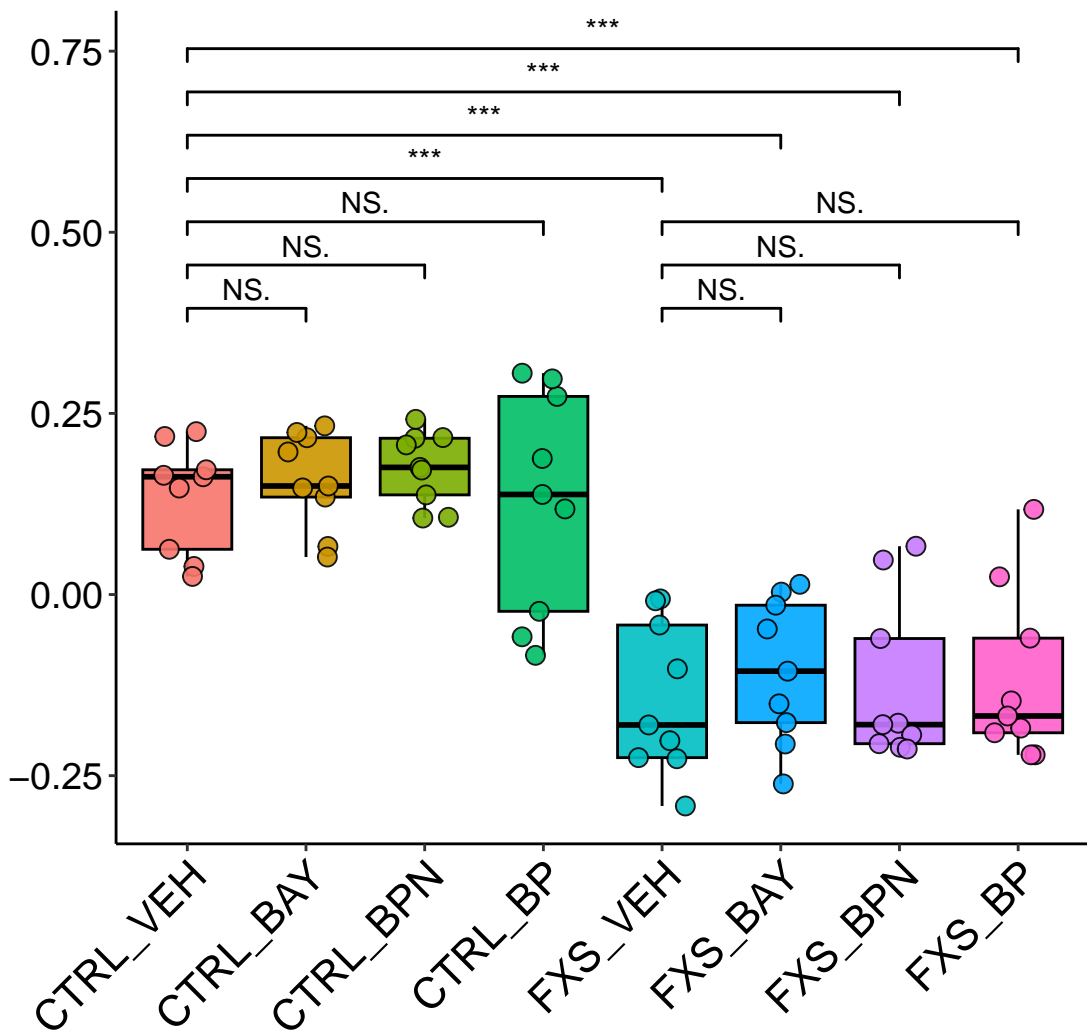 ***
0.75
***
***
***
NS. NS.
0.50
NS. NS.
NS. NS.
0.25
0.00
−0.25
CTRL_VEH CTRL_BAY CTRL_BPN CTRL_BP FXS_VEH FXS_BAY FXS_BPN FXS_BP